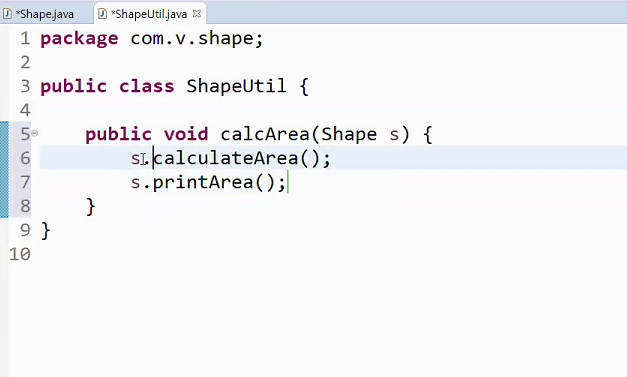 *Shape.java *ShapeUtil.java
1 package com.v.shape;
2
3 public class ShapeUtil {
4
5 public void calcArea(Shape s) {
6 s.calculateArea();
7 s.printArea();
8 }
9 }
10